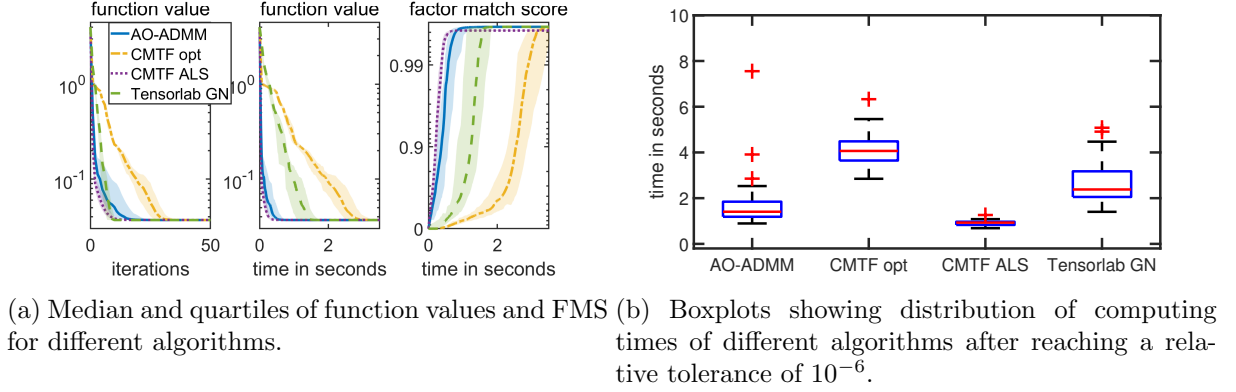 function value
function value
factor match score
AO-ADMM
CMTF opt
CMTF ALS
Tensorlab GN
10^0
10^-1
0
50
iterations
10^0
10^-1
0
2
time in seconds
0.99
0.9
0
0
2
time in seconds
10
8
6
4
2
0
time in seconds
AO-ADMM
CMTF opt
CMTF ALS
Tensorlab GN
(a) Median and quartiles of function values and FMS
for different algorithms.
(b) Boxplots showing distribution of computing
times of different algorithms after reaching a rela-
tive tolerance of 10^−6.